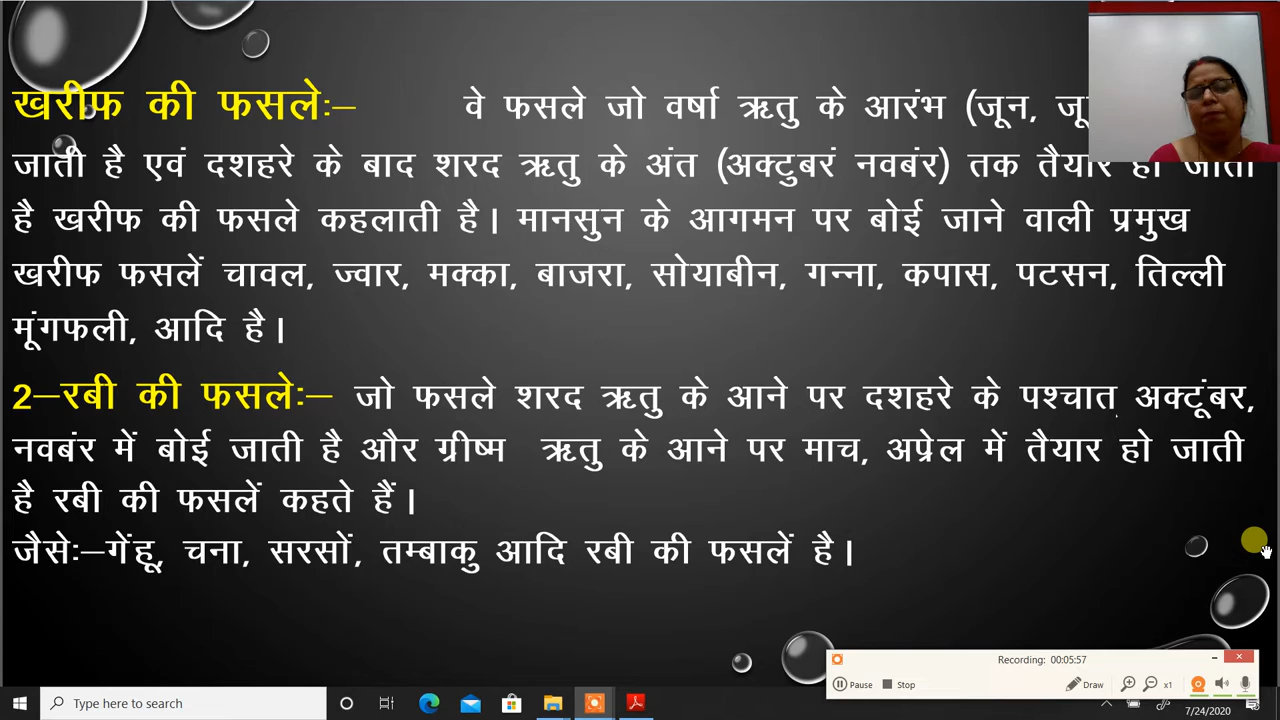 खरीफ की फसलेः– वे फसले जो वर्षा ऋतु के आरंभ (जून,
जाती है एवं दशहरे के बाद शरद ऋतु के अंत (अक्टुबरं नवबंर) तक तैयार हो जाती
है खरीफ की फसले कहलाती है। मानसुन के आगमन पर बोई जाने वाली प्रमुख
खरीफ फसलें चावल, ज्वार, मक्का, बाजरा, सोयाबीन, गन्ना, कपास, पटसन, तिल्ली
मूंगफली, आदि है।
2–रबी की फसलेः– जो फसले शरद ऋतु के आने पर दशहरे के पश्चात् अक्टूंबर,
नवबंर में बोई जाती है और ग्रीष्म ऋतु के आने पर माच, अप्रेल में तैयार हो जाती
है रबी की फसलें कहते हैं।
जैसेः–गेंहू, चना, सरसों, तम्बाकु आदि रबी की फसलें है।
Recording: 00:05:57
Pause Stop Draw x1
Type here to search
7/24/2020